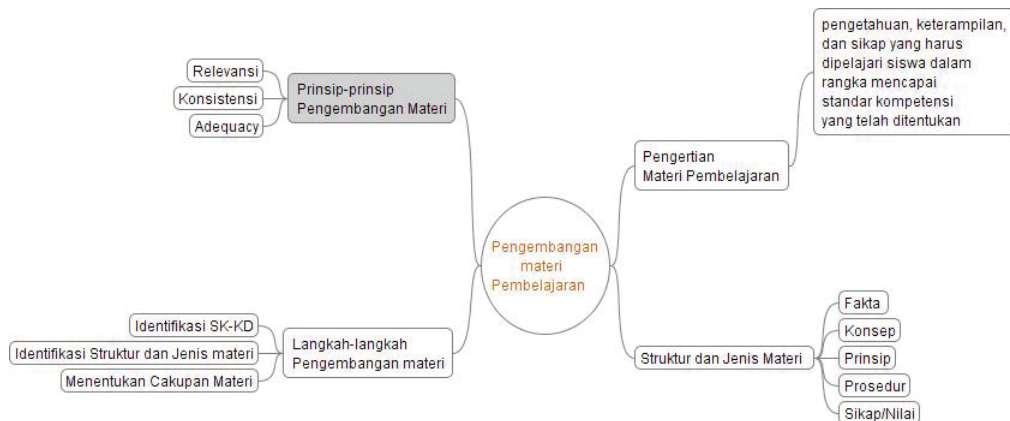 Pengembangan
materi
Pembelajaran
Prinsip-prinsip
Pengembangan Materi
Relevansi
Konsistensi
Adequacy
Langkah-langkah
Pengembangan materi
Identifikasi SK-KD
Identifikasi Struktur dan Jenis materi
Menentukan Cakupan Materi
Pengertian
Materi Pembelajaran
pengetahuan, keterampilan,
dan sikap yang harus
dipelajari siswa dalam
rangka mencapai
standar kompetensi
yang telah ditentukan
Struktur dan Jenis Materi
Fakta
Konsep
Prinsip
Prosedur
Sikap/Nilai